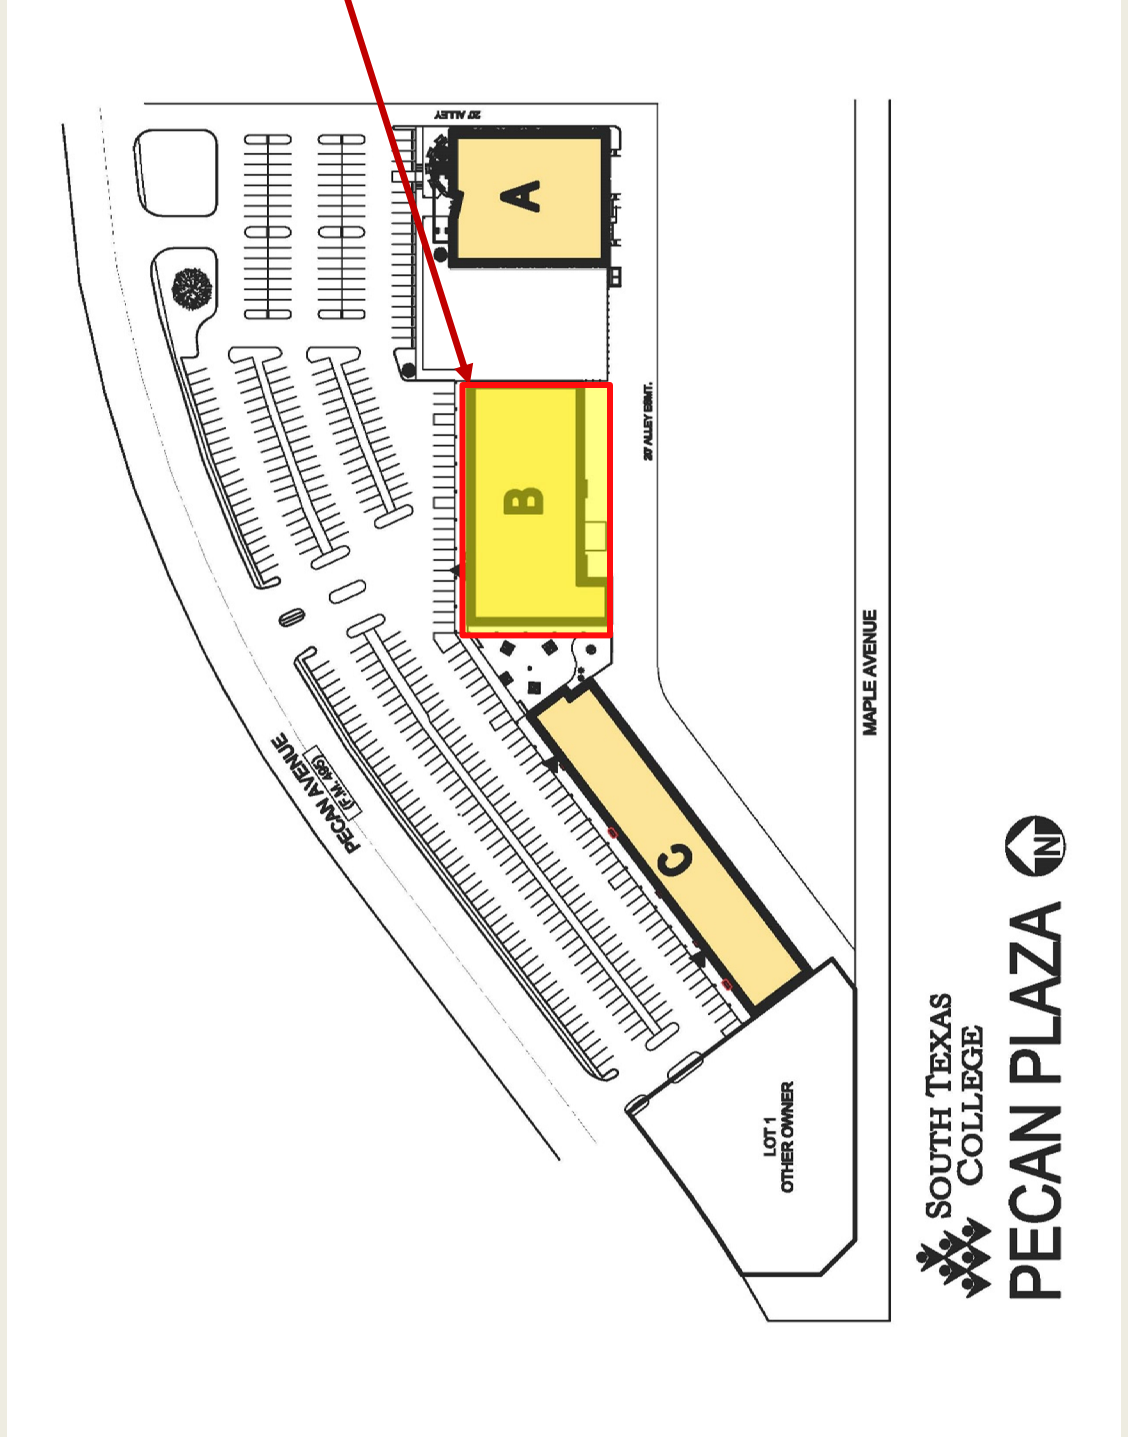 20' ALLEY
A
B
20' ALLEY ESMT.
C
PECAN AVENUE
(F.M. 495)
MAPLE AVENUE
LOT 1
OTHER OWNER
SOUTH TEXAS
COLLEGE
PECAN PLAZA
N